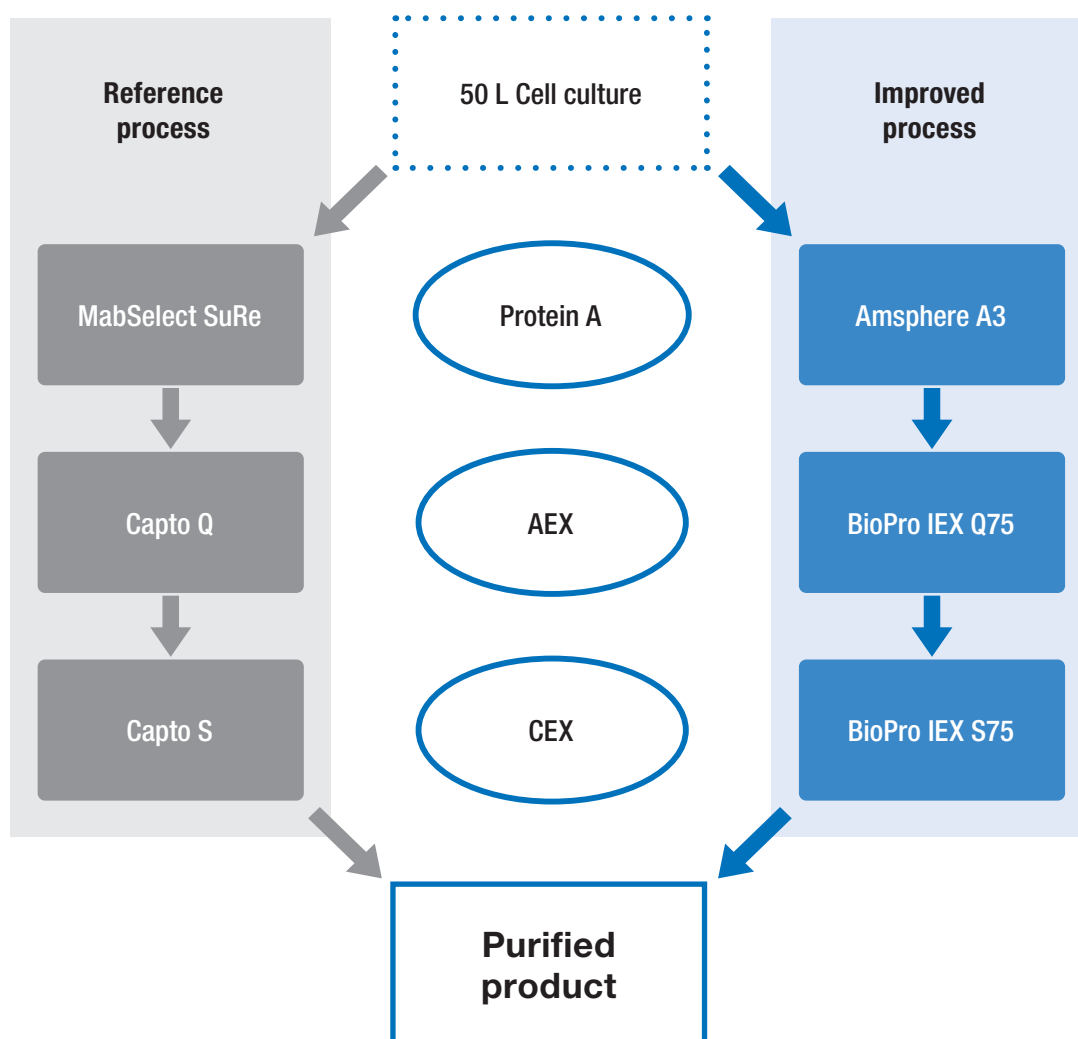 Reference
process
50 L Cell culture
Improved
process
MabSelect SuRe
Protein A
Amsphere A3
Capto Q
AEX
BioPro IEX Q75
Capto S
CEX
BioPro IEX S75
Purified
product